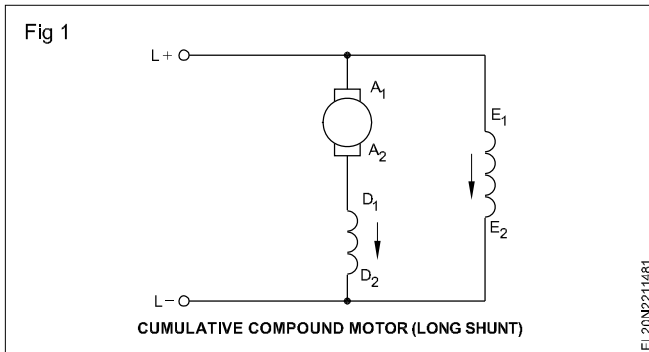 Fig 1
L+
A1
A2
E1
E2
D1
D2
L−
CUMULATIVE COMPOUND MOTOR (LONG SHUNT)
EL20N2211481